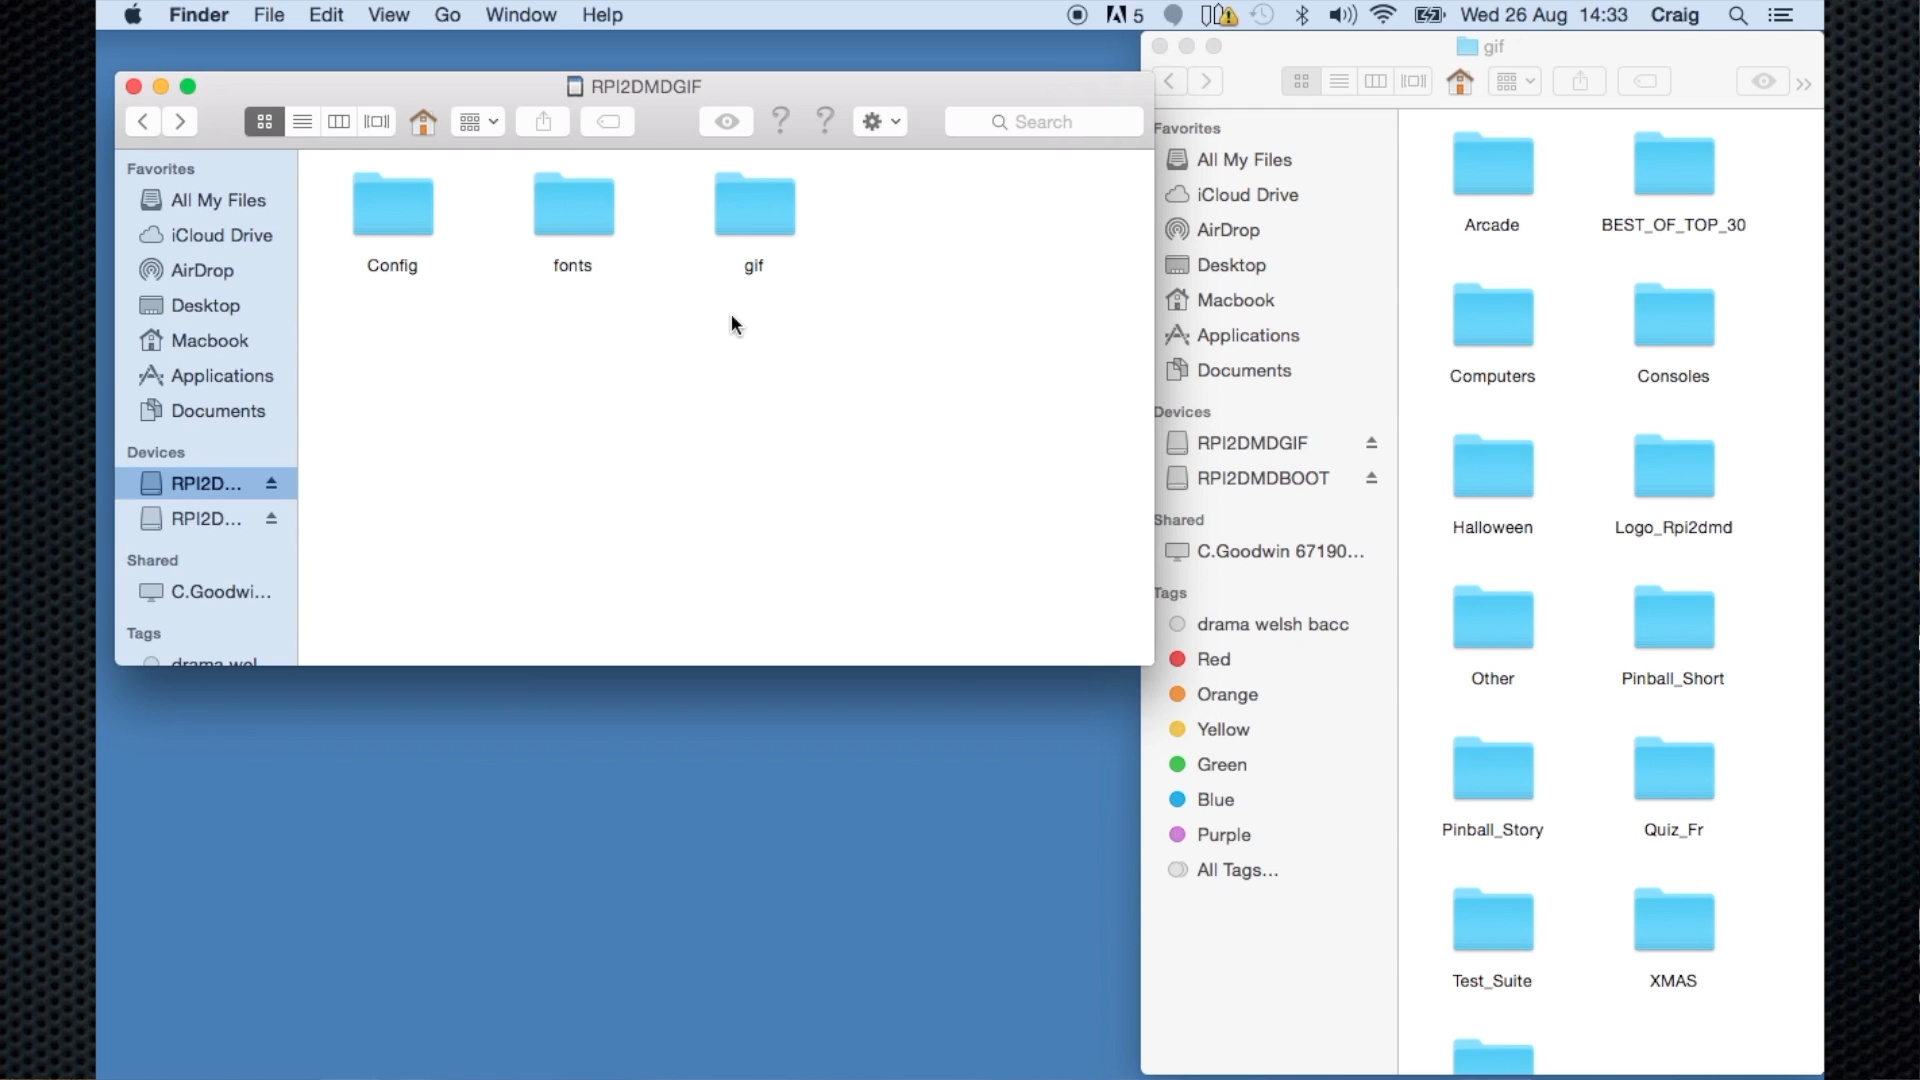 Finder File Edit View Go Window Help
5 Wed 26 Aug 14:33 Craig
RPI2DMDGIF
Search
Favorites
All My Files
iCloud Drive
AirDrop
Desktop
Macbook
Applications
Documents
Devices
RPI2D...
RPI2D...
Shared
C.Goodwi...
Tags
drama wel
Config
fonts
gif
gif
Favorites
All My Files
iCloud Drive
AirDrop
Desktop
Macbook
Applications
Documents
Devices
RPI2DMDGIF
RPI2DMDBOOT
Shared
C.Goodwin 67190...
Tags
drama welsh bacc
Red
Orange
Yellow
Green
Blue
Purple
All Tags...
Arcade
BEST_OF_TOP_30
Computers
Consoles
Halloween
Logo_Rpi2dmd
Other
Pinball_Short
Pinball_Story
Quiz_Fr
Test_Suite
XMAS